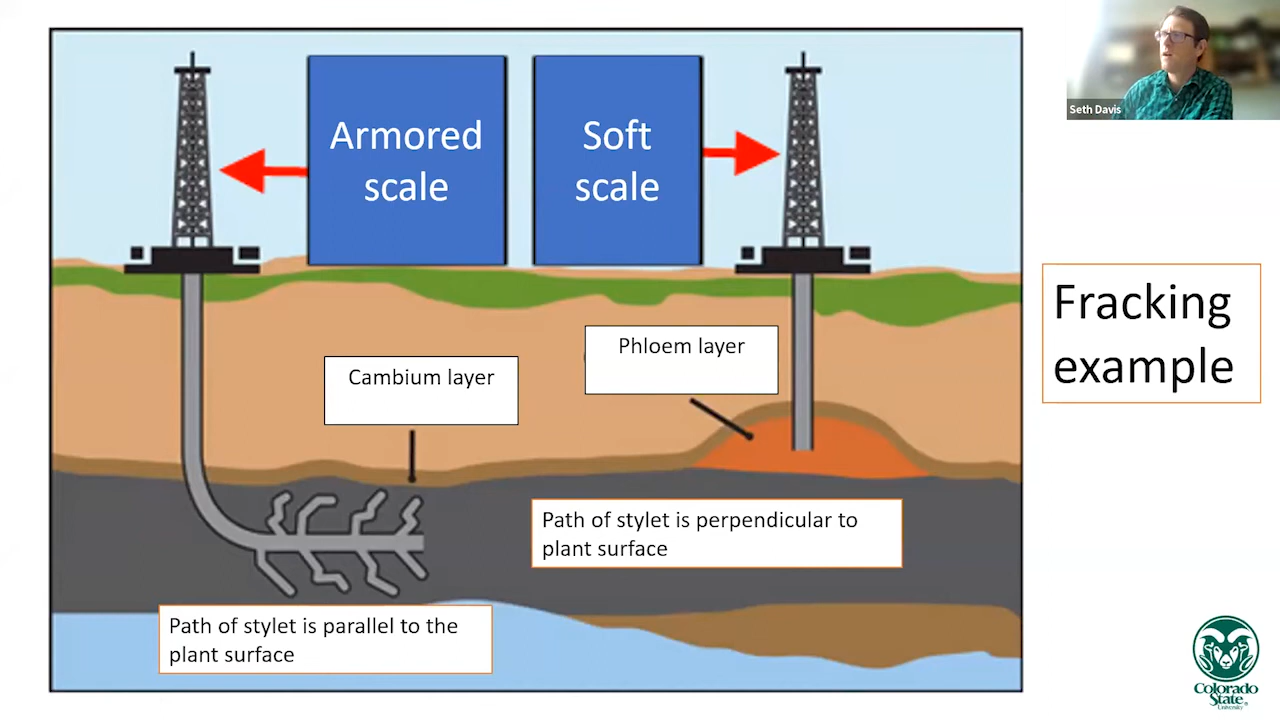 Armored
scale
Soft
scale
Seth Davis
Fracking
example
Phloem layer
Cambium layer
Path of stylet is perpendicular to
plant surface
Path of stylet is parallel to the
plant surface
Colorado
State
University